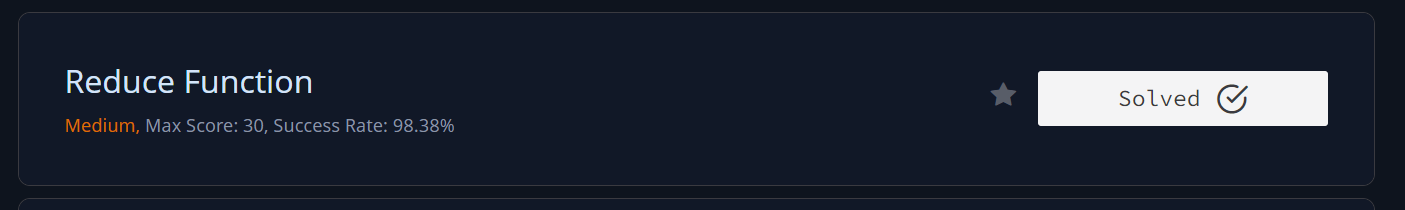 Reduce Function
Medium, Max Score: 30, Success Rate: 98.38%
Solved